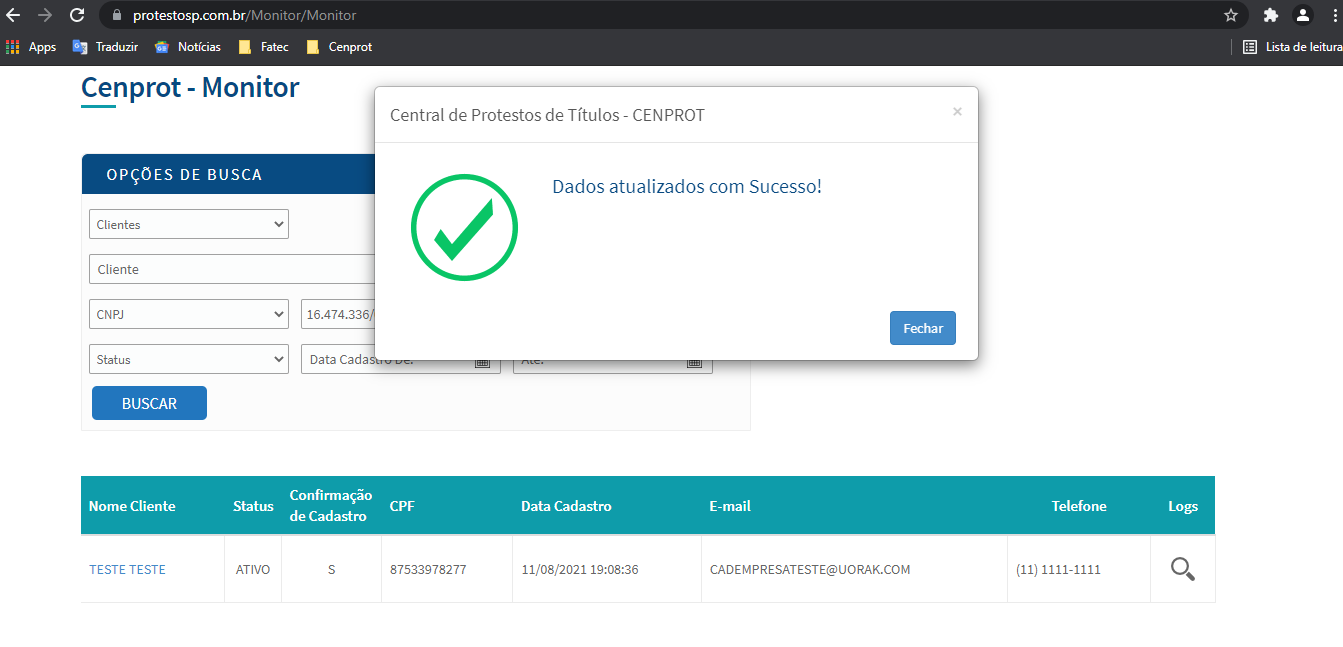 protestosp.com.br/Monitor/Monitor
Apps Traduzir Notícias Fatec Cenprot Lista de leitura
Cenprot - Monitor
Central de Protestos de Títulos - CENPROT ×
Dados atualizados com Sucesso!
Fechar
OPÇÕES DE BUSCA
Clientes
Cliente
CNPJ 16.474.336/
Status Data Cadastro De: Até:
BUSCAR
Nome Cliente Status Confirmação de Cadastro CPF Data Cadastro E-mail Telefone Logs
TESTE TESTE ATIVO S 87533978277 11/08/2021 19:08:36 CADEMPRESATESTE@UORAK.COM (11) 1111-1111